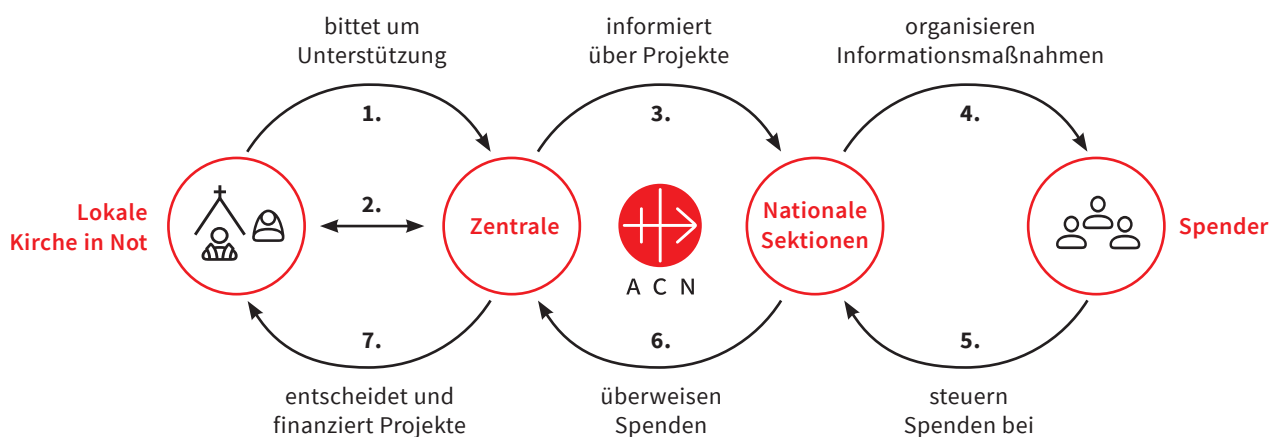 bittet um
Unterstützung
informiert
über Projekte
organisieren
Informationsmaßnahmen
1.
3.
4.
Lokale
Kirche in Not
2.
Zentrale
A C N
Nationale
Sektionen
Spender
7.
6.
5.
entscheidet und
finanziert Projekte
überweisen
Spenden
steuern
Spenden bei